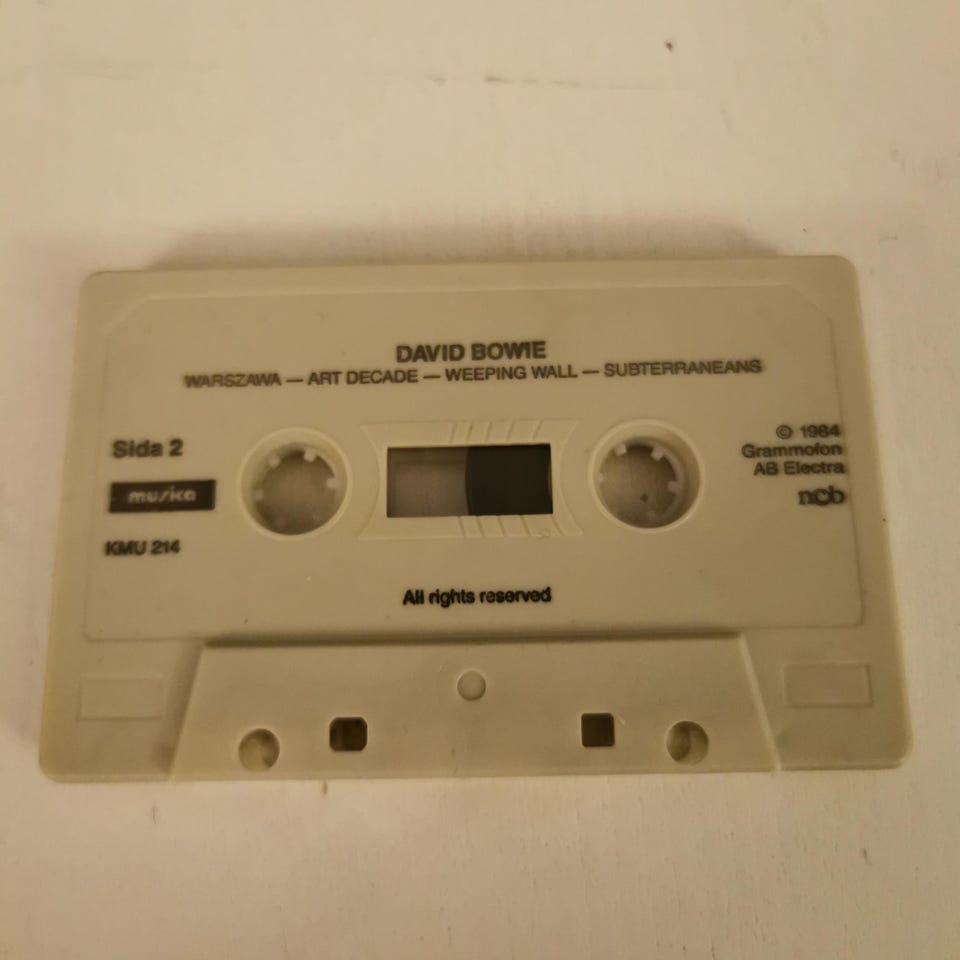 DAVID BOWIE
WARSZAWA — ART DECADE — WEEPING WALL — SUBTERRANEANS
Sida 2
musica
KMU 214
© 1984
Grammofon
AB Electra
ncb
All rights reserved